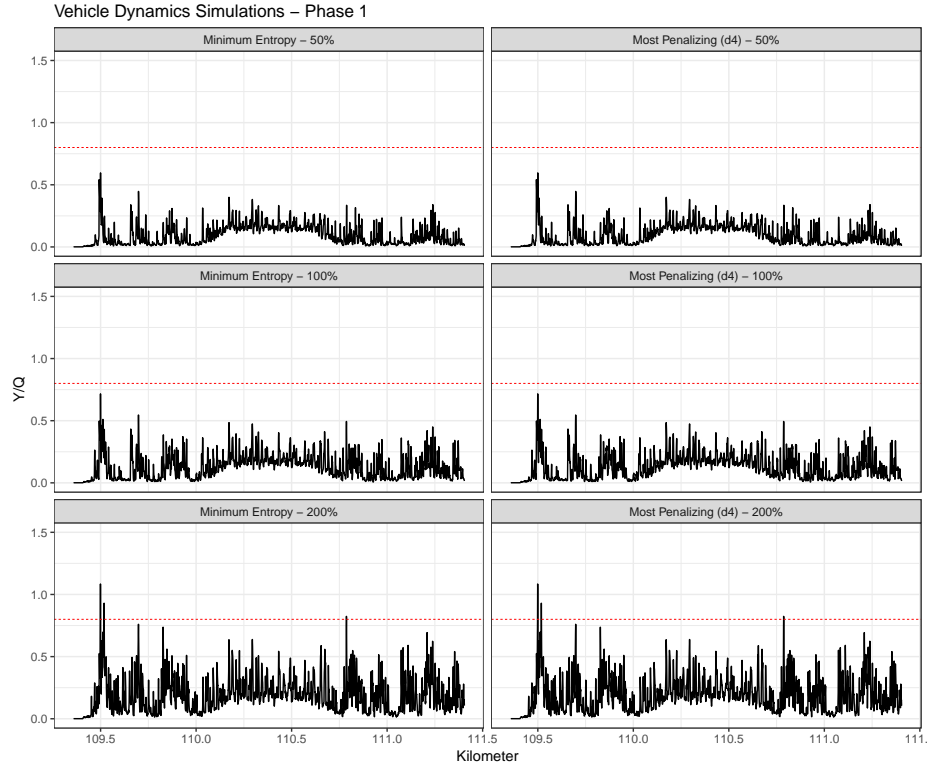 Vehicle Dynamics Simulations – Phase 1
Minimum Entropy – 50%
Most Penalizing (d4) – 50%
1.5
1.0
0.5
0.0
Minimum Entropy – 100%
Most Penalizing (d4) – 100%
1.5
1.0
0.5
0.0
Y/Q
Minimum Entropy – 200%
Most Penalizing (d4) – 200%
1.5
1.0
0.5
0.0
109.5 110.0 110.5 111.0 111.5 109.5 110.0 110.5 111.0 111.
Kilometer